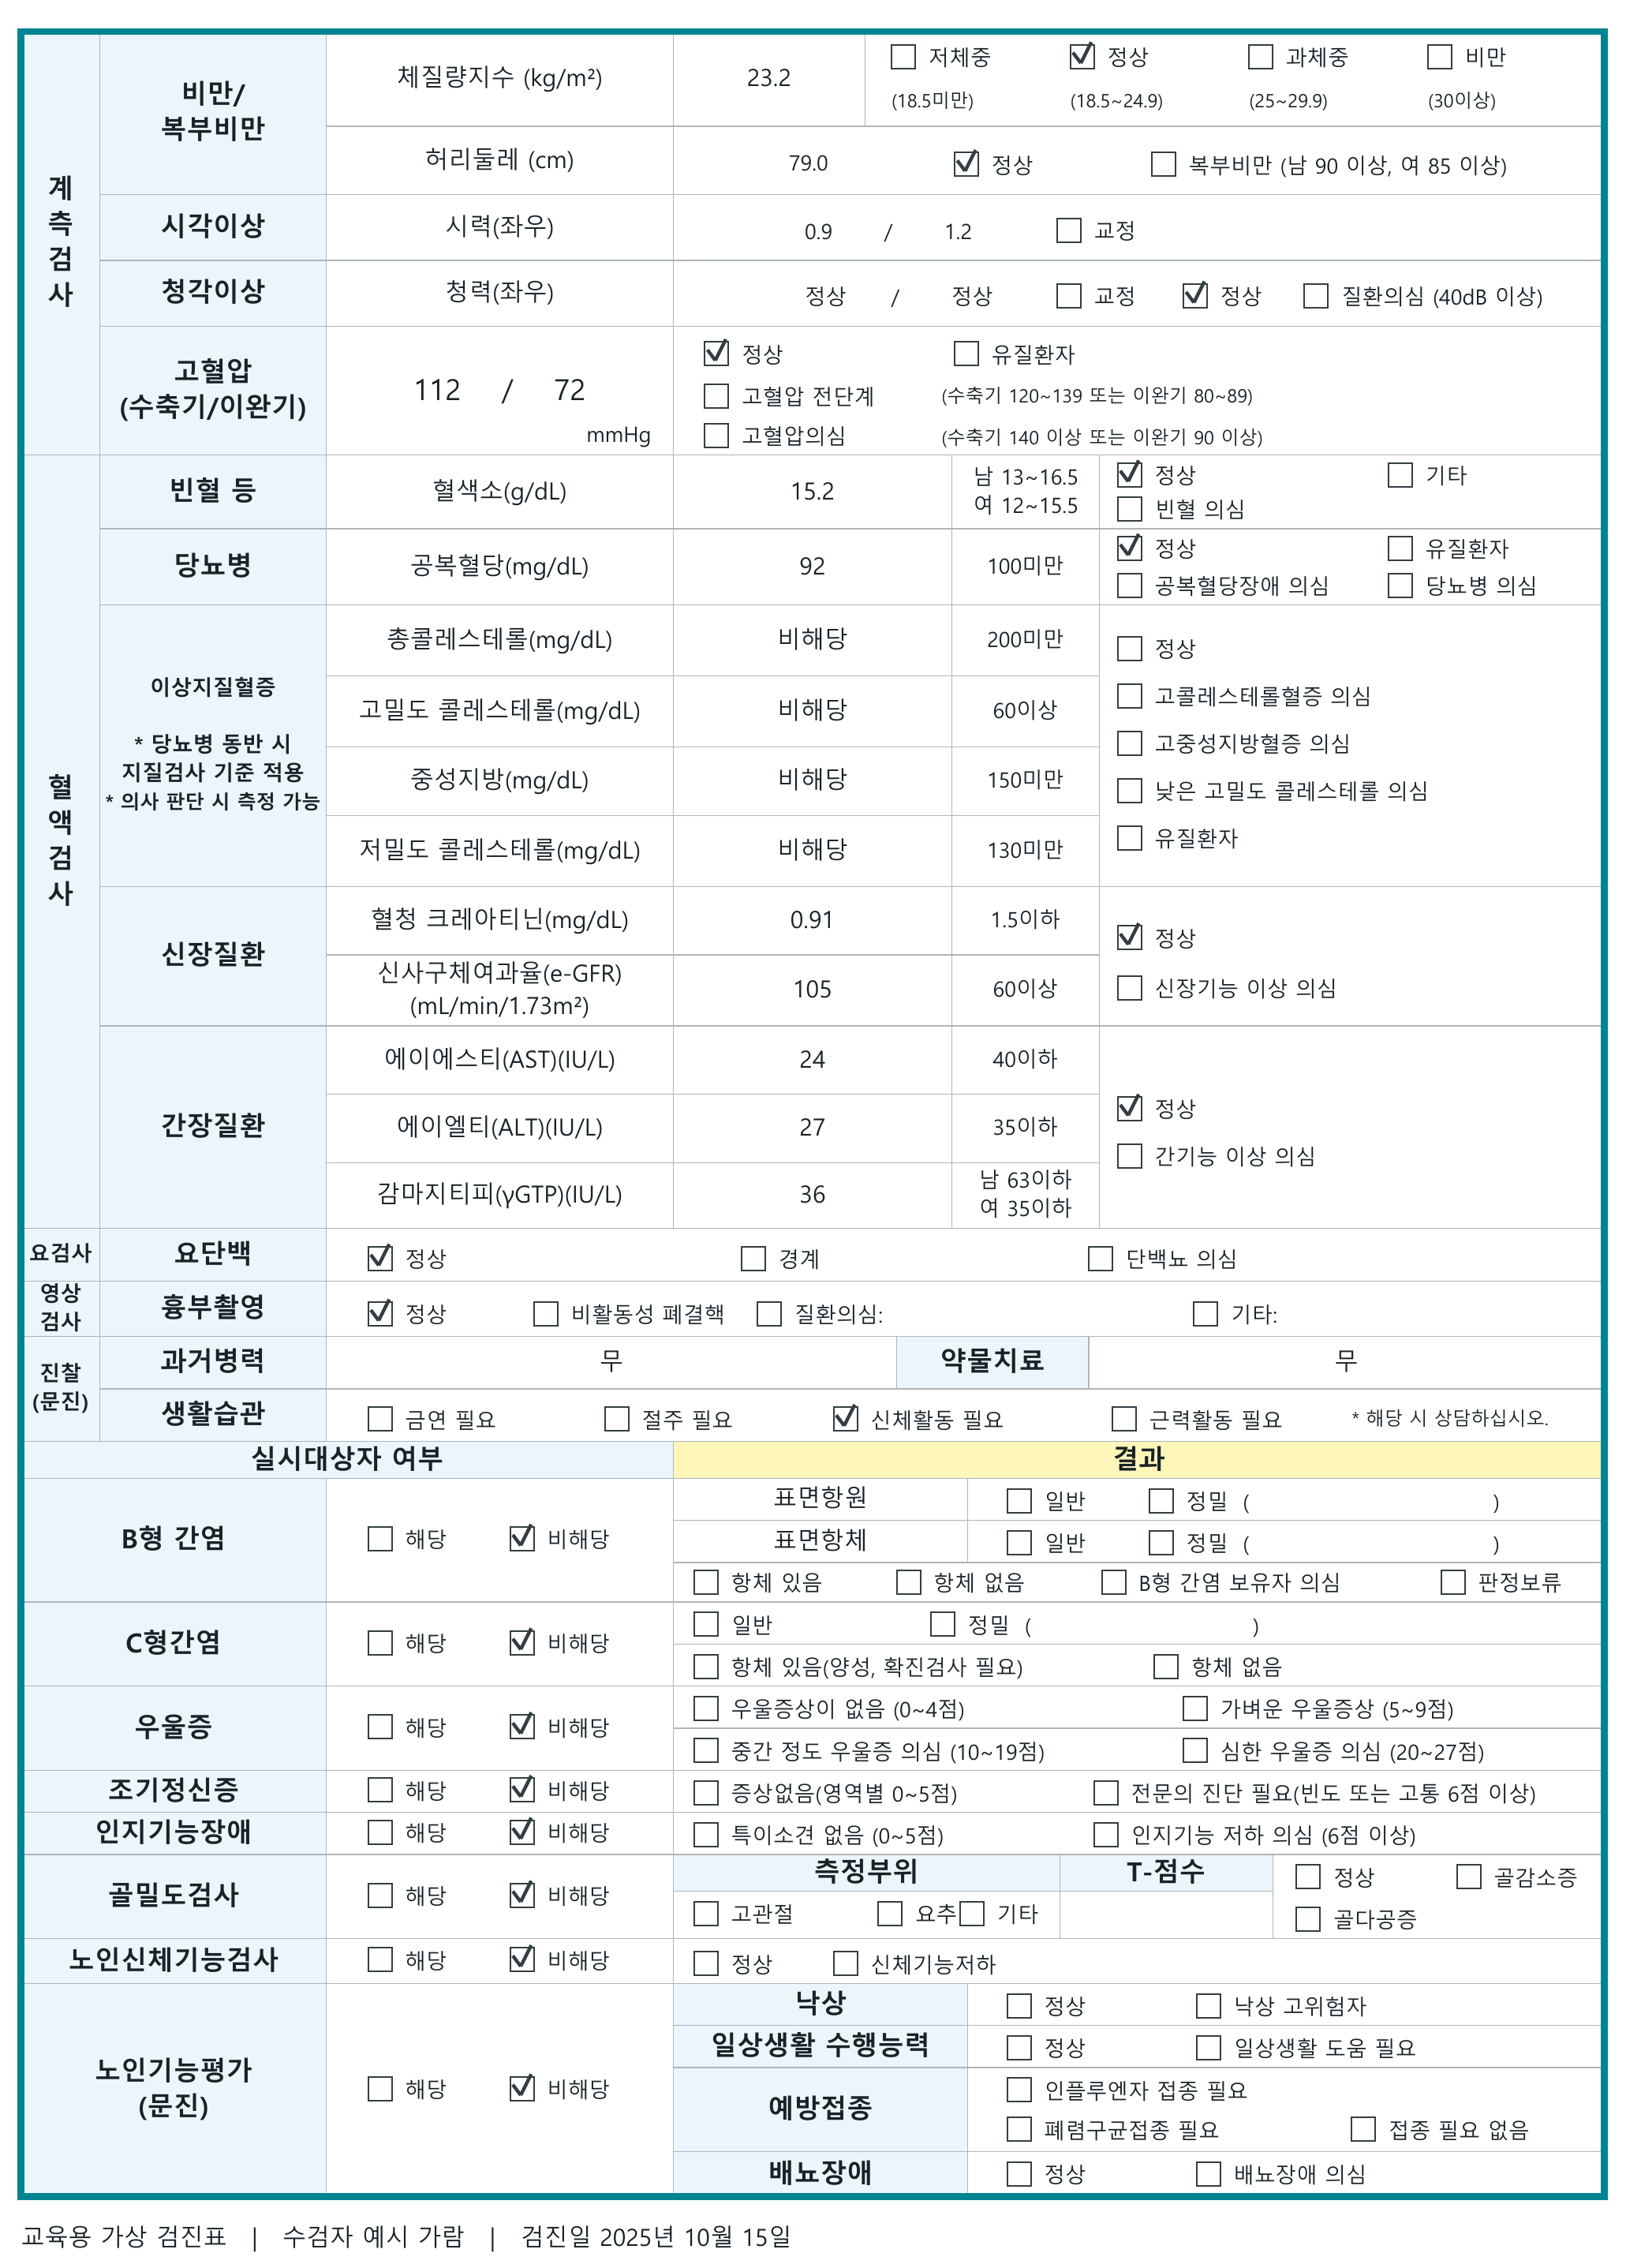 계측검사
비만/
복부비만
체질량지수 (kg/m²)
23.2
저체중 정상 과체중 비만
(18.5미만) (18.5~24.9) (25~29.9) (30이상)
허리둘레 (cm)
79.0 정상 복부비만 (남 90 이상, 여 85 이상)
시각이상 시력(좌우) 0.9 / 1.2 교정
청각이상 청력(좌우) 정상 / 정상 교정 정상 질환의심 (40dB 이상)
고혈압
(수축기/이완기)
112 / 72
mmHg
정상 유질환자
고혈압 전단계 (수축기 120~139 또는 이완기 80~89)
고혈압의심 (수축기 140 이상 또는 이완기 90 이상)
혈액검사
빈혈 등 혈색소(g/dL) 15.2
남 13~16.5
여 12~15.5
정상 기타
빈혈 의심
당뇨병 공복혈당(mg/dL) 92 100미만
정상 유질환자
공복혈당장애 의심 당뇨병 의심
이상지질혈증
* 당뇨병 동반 시
지질검사 기준 적용
* 의사 판단 시 측정 가능
총콜레스테롤(mg/dL) 비해당 200미만
고밀도 콜레스테롤(mg/dL) 비해당 60이상
중성지방(mg/dL) 비해당 150미만
저밀도 콜레스테롤(mg/dL) 비해당 130미만
정상
고콜레스테롤혈증 의심
고중성지방혈증 의심
낮은 고밀도 콜레스테롤 의심
유질환자
신장질환
혈청 크레아티닌(mg/dL) 0.91 1.5이하
신사구체여과율(e-GFR)
(mL/min/1.73m²)
105 60이상
정상
신장기능 이상 의심
간장질환
에이에스티(AST)(IU/L) 24 40이하
에이엘티(ALT)(IU/L) 27 35이하
감마지티피(γGTP)(IU/L) 36
남 63이하
여 35이하
정상
간기능 이상 의심
요검사 요단백 정상 경계 단백뇨 의심
영상
검사
흉부촬영 정상 비활동성 폐결핵 질환의심: 기타:
진찰
(문진)
과거병력 무 약물치료 무
생활습관 금연 필요 절주 필요 신체활동 필요 근력활동 필요 * 해당 시 상담하십시오.
실시대상자 여부 결과
B형 간염 해당 비해당
표면항원 일반 정밀 ( )
표면항체 일반 정밀 ( )
항체 있음 항체 없음 B형 간염 보유자 의심 판정보류
C형간염 해당 비해당
일반 정밀 ( )
항체 있음(양성, 확진검사 필요) 항체 없음
우울증 해당 비해당
우울증상이 없음 (0~4점) 가벼운 우울증상 (5~9점)
중간 정도 우울증 의심 (10~19점) 심한 우울증 의심 (20~27점)
조기정신증 해당 비해당 증상없음(영역별 0~5점) 전문의 진단 필요(빈도 또는 고통 6점 이상)
인지기능장애 해당 비해당 특이소견 없음 (0~5점) 인지기능 저하 의심 (6점 이상)
골밀도검사 해당 비해당
측정부위 T-점수
고관절 요추 기타
정상 골감소증
골다공증
노인신체기능검사 해당 비해당 정상 신체기능저하
노인기능평가
(문진)
해당 비해당
낙상 정상 낙상 고위험자
일상생활 수행능력 정상 일상생활 도움 필요
예방접종
인플루엔자 접종 필요
폐렴구균접종 필요 접종 필요 없음
배뇨장애 정상 배뇨장애 의심
교육용 가상 검진표 | 수검자 예시 가람 | 검진일 2025년 10월 15일